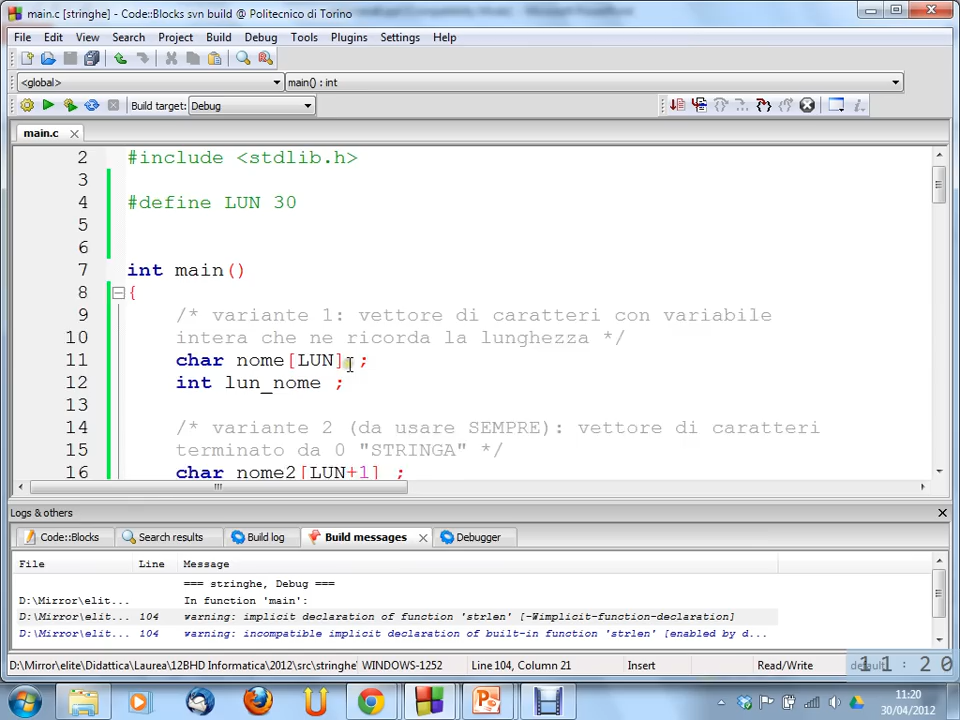 main.c [stringhe] - Code::Blocks svn build @ Politecnico di Torino
File Edit View Search Project Build Debug Tools Plugins Settings Help
<global> main() : int
Build target: Debug
main.c
2 #include <stdlib.h>
3
4 #define LUN 30
5
6
7 int main()
8 {
9 /* variante 1: vettore di caratteri con variabile
10 intera che ne ricorda la lunghezza */
11 char nome[LUN] ;
12 int lun_nome ;
13
14 /* variante 2 (da usare SEMPRE): vettore di caratteri
15 terminato da 0 "STRINGA" */
16 char nome2[LUN+1] ;
Logs & others
Code::Blocks Search results Build log Build messages Debugger
File Line Message
=== stringhe, Debug ===
D:\Mirror\elit... In function 'main':
D:\Mirror\elit... 104 warning: implicit declaration of function 'strlen' [-Wimplicit-function-declaration]
D:\Mirror\elit... 104 warning: incompatible implicit declaration of built-in function 'strlen' [enabled by d...
D:\Mirror\elite\Didattica\Laurea\12BHD Informatica\2012\src\stringhe WINDOWS-1252 Line 104, Column 21 Insert Read/Write default
11:20
11:20
30/04/2012